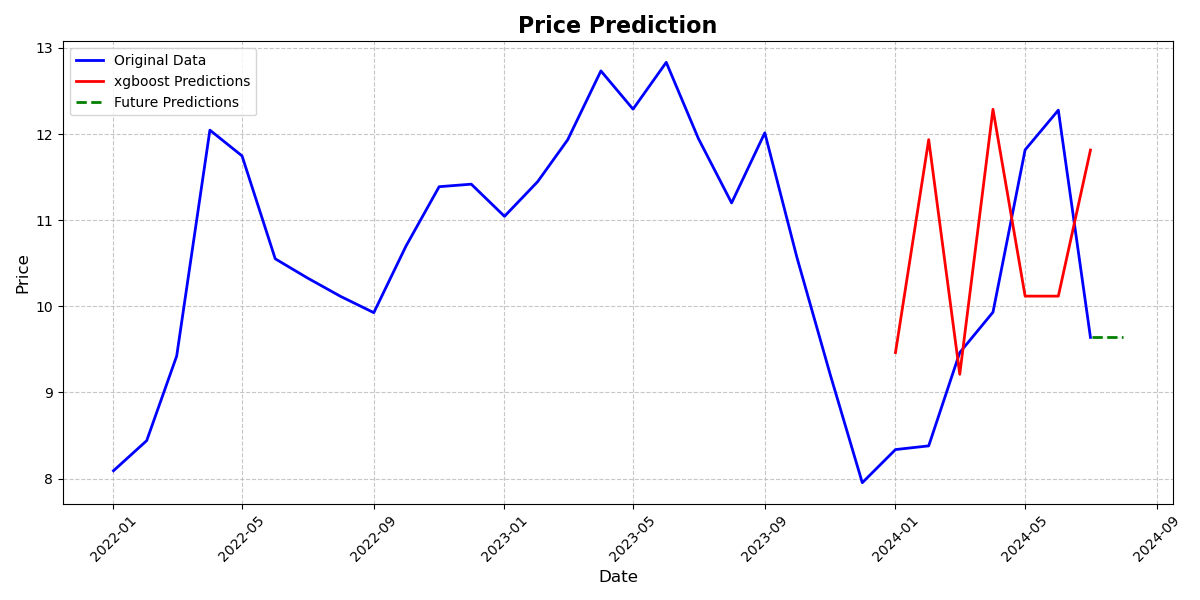 Price Prediction
Original Data
xgboost Predictions
Future Predictions
Price
13
12
11
10
9
8
2022-01
2022-05
2022-09
2023-01
2023-05
2023-09
2024-01
2024-05
2024-09
Date